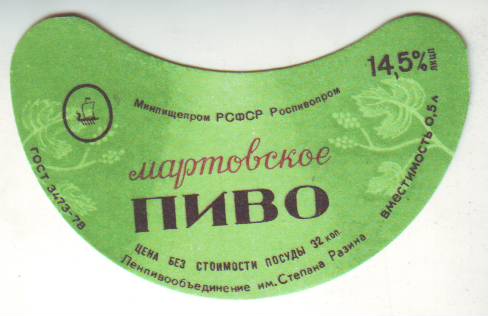 Минпищепром РСФСР Роспивопром
14,5%
мартовское
ПИВО
ГОСТ 3473-78
вместимость 0,5 л
ЦЕНА БЕЗ СТОИМОСТИ ПОСУДЫ 32 коп.
Ленпивообъединение им. Степана Разина